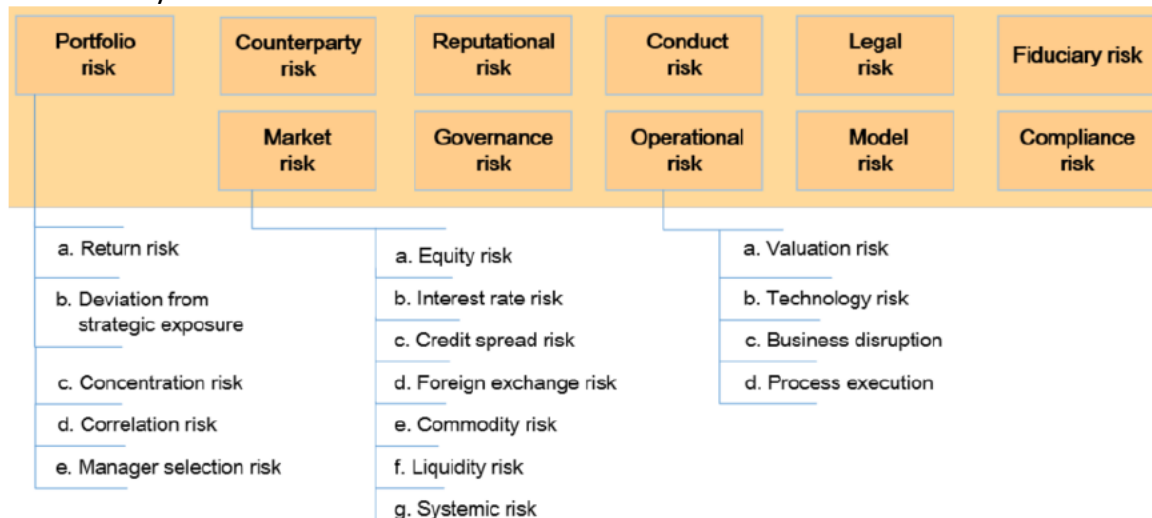 Portfolio
risk
Counterparty
risk
Reputational
risk
Conduct
risk
Legal
risk
Fiduciary risk
Market
risk
Governance
risk
Operational
risk
Model
risk
Compliance
risk
a. Return risk
b. Deviation from
strategic exposure
c. Concentration risk
d. Correlation risk
e. Manager selection risk
a. Equity risk
b. Interest rate risk
c. Credit spread risk
d. Foreign exchange risk
e. Commodity risk
f. Liquidity risk
g. Systemic risk
a. Valuation risk
b. Technology risk
c. Business disruption
d. Process execution